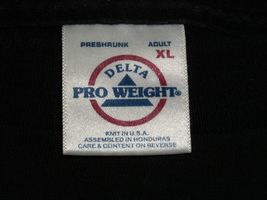 PRESHRUNK ADULT
XL
DELTA
PRO WEIGHT®
KNIT IN U.S.A.
ASSEMBLED IN HONDURAS
CARE & CONTENT ON REVERSE